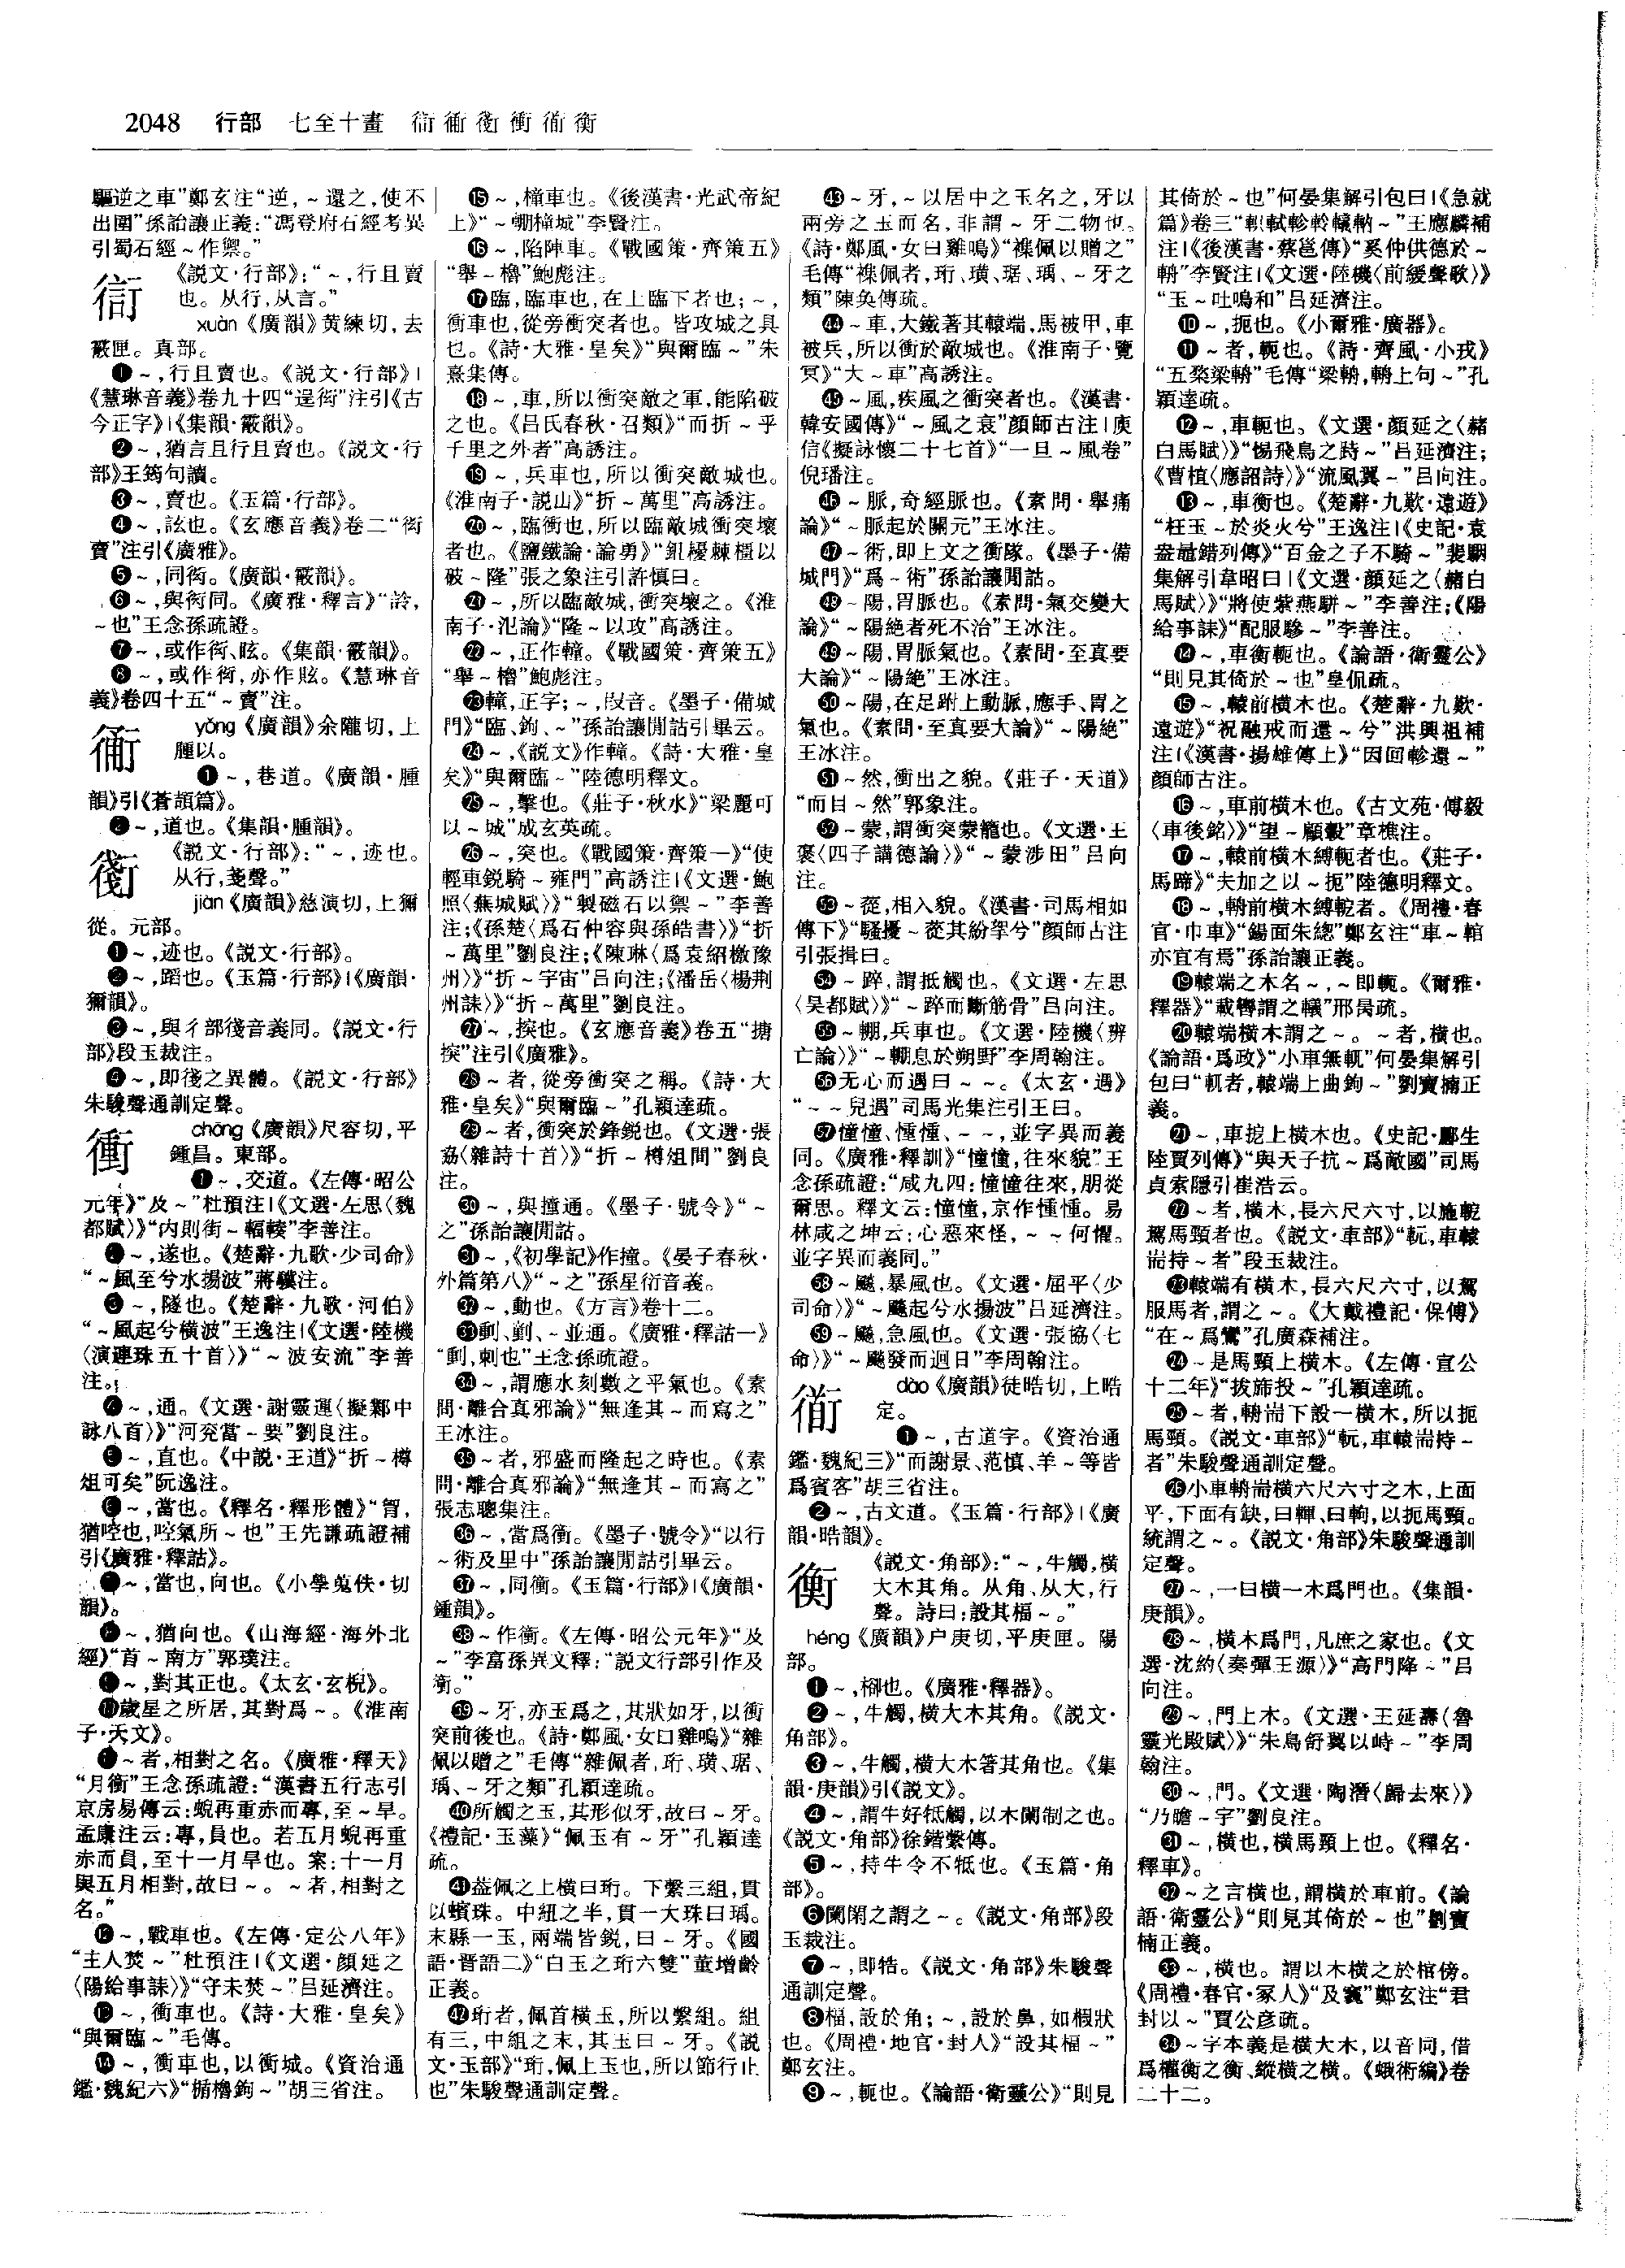 2048 行部 七至十畫 衒 衕 衟 衝 衜 衡
驅逆之車”鄭玄注“逆,~還之,使不
出圍”孫詒讓正義:“馮登府石經考異
引蜀石經~作禦。”
衒
《説文·行部》:“~,行且賣
也。从行,从言。”
xuàn《廣韻》黄練切,去
霰匣。真部。
❶~,行且賣也。《説文·行部》|
《慧琳音義》卷九十四“逞衒”注引《古
今正字》|《集韻·霰韻》。
❷~,猶言且行且賣也。《説文·行
部》王筠句讀。
❸~,賣也。《玉篇·行部》。
❹~,詃也。《玄應音義》卷二“衒
賣”注引《廣雅》。
❺~,同衒。《廣韻·霰韻》。
❻~,與衒同。《廣雅·釋言》“詅,
~也”王念孫疏證。
❼~,或作衒、眩。《集韻·霰韻》。
❽~,或作衒,亦作眩。《慧琳音
義》卷四十五“~賣”注。
yǒng《廣韻》余隴切,上
腫以。
❶~,巷道。《廣韻·腫
韻》引《蒼頡篇》。
❷~,道也。《集韻·腫韻》。
《説文·行部》:“~,迹也。
从行,戔聲。”
jiàn《廣韻》慈演切,上獮
從。元部。
❶~,迹也。《説文·行部》。
❷~,蹈也。《玉篇·行部》|《廣韻·
獮韻》。
❸~,與彳部後音義同。《説文·行
部》段玉裁注。
❹~,即後之異體。《説文·行部》
朱駿聲通訓定聲。
衝
chōng《廣韻》尺容切,平
鍾昌。東部。
❶~,交道。《左傳·昭公
元年》“及~”杜預注|《文選·左思〈魏
都賦〉》“内則街~輻輳”李善注。
❷~,遂也。《楚辭·九歌·少司命》
“~風至兮水揚波”蔣驥注。
❸~,隧也。《楚辭·九歌·河伯》
“~風起兮橫波”王逸注|《文選·陸機
〈演連珠五十首〉》“~波安流”李善
注。
❹~,通。《文選·謝靈運〈擬鄴中
詠八首〉》“河兖當~要”劉良注。
❺~,直也。《中説·王道》“折~樽
俎可矣”阮逸注。
❻~,當也。《釋名·釋形體》“胷,
猶啌也,啌氣所~也”王先謙疏證補
引《廣雅·釋詁》。
❼~,當也,向也。《小學蒐佚·切
韻》。
❽~,猶向也。《山海經·海外北
經》“首~南方”郭璞注。
❾~,對其正也。《太玄·玄棿》。
❿歲星之所居,其對爲~。《淮南
子·天文》。
⓫~者,相對之名。《廣雅·釋天》
“月衝”王念孫疏證:“漢書五行志引
京房易傳云:蜺再重赤而專,至~旱。
孟康注云:專,員也。若五月蜺再重
赤而員,至十一月旱也。案:十一月
與五月相對,故曰~。~者,相對之
名。”
⓬~,戰車也。《左傳·定公八年》
“主人焚~”杜預注|《文選·顔延之
〈陽給事誄〉》“守未焚~”吕延濟注。
⓭~,衝車也。《詩·大雅·皇矣》
“與爾臨~”毛傳。
⓮~,衝車也,以衝城。《資治通
鑑·魏紀六》“楯櫓鉤~”胡三省注。
⓯~,橦車也。《後漢書·光武帝紀
上》“~輣橦城”李賢注。
⓰~,陷陣車。《戰國策·齊策五》
“舉~櫓”鮑彪注。
⓱臨,臨車也,在上臨下者也;~,
衝車也,從旁衝突者也。皆攻城之具
也。《詩·大雅·皇矣》“與爾臨~”朱
熹集傳。
⓲~,車,所以衝突敵之軍,能陷破
之也。《吕氏春秋·召類》“而折~乎
千里之外者”高誘注。
⓳~,兵車也,所以衝突敵城也。
《淮南子·説山》“折~萬里”高誘注。
⓴~,臨衝也,所以臨敵城衝突壞
者也。《鹽鐵論·論勇》“鉏櫌棘橿以
破~隆”張之象注引許慎曰。
㉑~,所以臨敵城,衝突壞之。《淮
南子·氾論》“隆~以攻”高誘注。
㉒~,正作轒。《戰國策·齊策五》
“舉~櫓”鮑彪注。
㉓𨎥,正字;~,叚音。《墨子·備城
門》“臨、鉤、~”孫詒讓閒詁引畢云。
㉔~,《説文》作𨎥。《詩·大雅·皇
矣》“與爾臨~”陸德明釋文。
㉕~,擊也。《莊子·秋水》“梁麗可
以~城”成玄英疏。
㉖~,突也。《戰國策·齊策一》“使
輕車鋭騎~雍門”高誘注|《文選·鮑
照〈蕪城賦〉》“製磁石以禦~”李善
注;《孫楚〈爲石仲容與孫皓書〉》“折
~萬里”劉良注;《陳琳〈爲袁紹檄豫
州〉》“折~宇宙”吕向注;《潘岳〈楊荆
州誄〉》“折~萬里”劉良注。
㉗~,揬也。《玄應音義》卷五“搪
揬”注引《廣雅》。
㉘~者,從旁衝突之稱。《詩·大
雅·皇矣》“與爾臨~”孔穎達疏。
㉙~者,衝突於鋒鋭也。《文選·張
協〈雜詩十首〉》“折~樽俎間”劉良
注。
㉚~,與撞通。《墨子·號令》“~
之”孫詒讓閒詁。
㉛~,《初學記》作撞。《晏子春秋·
外篇第八》“~之”孫星衍音義。
㉜~,動也。《方言》卷十二。
㉝剚、剸、~並通。《廣雅·釋詁一》
“剚,刺也”王念孫疏證。
㉞~,謂應水刻數之平氣也。《素
問·離合真邪論》“無逢其~而寫之”
王冰注。
㉟~者,邪盛而隆起之時也。《素
問·離合真邪論》“無逢其~而寫之”
張志聰集注。
㊱~,當爲衝。《墨子·號令》“以行
~術及里中”孫詒讓閒詁引畢云。
㊲~,同衝。《玉篇·行部》|《廣韻·
鍾韻》。
㊳~作衝。《左傳·昭公元年》“及
~”李富孫異文釋:“説文行部引作及
衝。”
㊴~牙,亦玉爲之,其狀如牙,以衝
突前後也。《詩·鄭風·女曰雞鳴》“雜
佩以贈之”毛傳“雜佩者,珩、璜、琚、
瑀、~牙之類”孔穎達疏。
㊵所觸之玉,其形似牙,故曰~牙。
《禮記·玉藻》“佩玉有~牙”孔穎達
疏。
㊶葢佩之上横曰珩。下繫三組,貫
以蠙珠。中組之半,貫一大珠曰瑀。
末縣一玉,兩端皆鋭,曰~牙。《國
語·晋語二》“白玉之珩六雙”董增齡
正義。
㊷珩者,佩首横玉,所以繫組。組
有三,中組之末,其玉曰~牙。《説
文·玉部》“珩,佩上玉也,所以節行止
也”朱駿聲通訓定聲。
㊸~牙,~以居中之玉名之,牙以
兩旁之玉而名,非謂~牙二物也。
《詩·鄭風·女曰雞鳴》“襍佩以贈之”
毛傳“襍佩者,珩、璜、琚、瑀、~牙之
類”陳奂傳疏。
㊹~車,大鐵著其轅端,馬被甲,車
被兵,所以衝於敵城也。《淮南子·覽
冥》“大~車”高誘注。
㊺~風,疾風之衝突者也。《漢書·
韓安國傳》“~風之衰”顔師古注|庾
信《擬詠懷二十七首》“一旦~風卷”
倪璠注。
㊻~脈,奇經脈也。《素問·舉痛
論》“~脈起於關元”王冰注。
㊼~術,即上文之衝隊。《墨子·備
城門》“爲~術”孫詒讓閒詁。
㊽~陽,胃脈也。《素問·氣交變大
論》“~陽絶者死不治”王冰注。
㊾~陽,胃脈氣也。《素問·至真要
大論》“~陽絶”王冰注。
㊿~陽,在足跗上動脈,應手、胃之
氣也。《素問·至真要大論》“~陽絶”
王冰注。
51~然,衝出之貌。《莊子·天道》
“而目~然”郭象注。
52~蒙,謂衝突蒙籠也。《文選·王
褒〈四子講德論〉》“~蒙涉田”吕向
注。
53~蓯,相入貌。《漢書·司馬相如
傳下》“騷擾~蓯其紛挐兮”顔師古注
引張揖曰。
54~踤,謂抵觸也。《文選·左思
〈吴都賦〉》“~踤而斷筋骨”吕向注。
55~輣,兵車也。《文選·陸機〈辨
亡論〉》“~輣息於朔野”李周翰注。
56无心而遇曰~~。《太玄·遇》
“~~兒遇”司馬光集注引王曰。
57憧憧、㣫㣫、~~,並字異而義
同。《廣雅·釋訓》“憧憧,往來貌”王
念孫疏證:“咸九四:憧憧往來,朋從
爾思。釋文云:憧憧,京作㣫㣫。易
林咸之坤云:心惡來怪,~~何懼。
並字異而義同。”
58~飇,暴風也。《文選·屈平〈少
司命〉》“~飇起兮水揚波”吕延濟注。
59~飇,急風也。《文選·張協〈七
命〉》“~飇發而迴日”李周翰注。
dào《廣韻》徒晧切,上晧
定。
❶~,古道字。《資治通
鑑·魏紀三》“而謝景、范慎、羊~等皆
爲賓客”胡三省注。
❷~,古文道。《玉篇·行部》|《廣
韻·晧韻》。
衡
《説文·角部》:“~,牛觸,横
大木其角。从角、从大,行
聲。詩曰:設其楅~。”
héng《廣韻》户庚切,平庚匣。陽
部。
❶~,枊也。《廣雅·釋器》。
❷~,牛觸,横大木其角。《説文·
角部》。
❸~,牛觸,横大木箸其角也。《集
韻·庚韻》引《説文》。
❹~,謂牛好牴觸,以木闌制之也。
《説文·角部》徐鍇繫傳。
❺~,持牛令不牴也。《玉篇·角
部》。
❻闌閑之謂之~。《説文·角部》段
玉裁注。
❼~,即牿。《説文·角部》朱駿聲
通訓定聲。
❽楅,設於角;~,設於鼻,如椵狀
也。《周禮·地官·封人》“設其楅~”
鄭玄注。
❾~,軛也。《論語·衛靈公》“則見
其倚於~也”何晏集解引包曰|《急就
篇》卷三“軹軾軫軨轙軜~”王應麟補
注|《後漢書·蔡邕傳》“奚仲供德於~
輈”李賢注|《文選·陸機〈前緩聲歌〉》
“玉~吐鳴和”吕延濟注。
❿~,扼也。《小爾雅·廣器》。
⓫~者,軛也。《詩·齊風·小戎》
“五楘梁輈”毛傳“梁輈,輈上句~”孔
穎達疏。
⓬~,車軛也。《文選·顔延之〈赭
白馬賦〉》“惕飛鳥之跱~”吕延濟注;
《曹植〈應詔詩〉》“流風翼~”吕向注。
⓭~,車衡也。《楚辭·九歎·遠遊》
“枉玉~於炎火兮”王逸注|《史記·袁
盎鼂錯列傳》“百金之子不騎~”裴駰
集解引韋昭曰|《文選·顔延之〈赭白
馬賦〉》“將使紫燕駢~”李善注;《陽
給事誄》“配服驂~”李善注。
⓮~,車衡軛也。《論語·衛靈公》
“則見其倚於~也”皇侃疏。
⓯~,轅前横木也。《楚辭·九歎·
遠遊》“祝融戒而還~兮”洪興祖補
注|《漢書·揚雄傳上》“因回軫還~”
顔師古注。
⓰~,車前横木也。《古文苑·傅毅
〈車後銘〉》“望~顧轂”章樵注。
⓱~,轅前横木縛軛者也。《莊子·
馬蹄》“夫加之以~扼”陸德明釋文。
⓲~,輈前横木縛軛者。《周禮·春
官·巾車》“鍚面朱總”鄭玄注“車~輨
亦宜有焉”孫詒讓正義。
⓳轅端之木名~,~即軛。《爾雅·
釋器》“載轡謂之轙”邢昺疏。
⓴轅端横木謂之~。~者,横也。
《論語·爲政》“小車無軏”何晏集解引
包曰“軏者,轅端上曲鉤~”劉寶楠正
義。
㉑~,車掟上横木也。《史記·酈生
陸賈列傳》“與天子抗~爲敵國”司馬
貞索隱引崔浩云。
㉒~者,横木,長六尺六寸,以施軶
駕馬頸者也。《説文·車部》“軏,車轅
耑持~者”段玉裁注。
㉓轅端有横木,長六尺六寸,以駕
服馬者,謂之~。《大戴禮記·保傅》
“在~爲鸞”孔廣森補注。
㉔~是馬頸上横木。《左傳·宣公
十二年》“拔斾投~”孔穎達疏。
㉕~者,輈耑下設一横木,所以扼
馬頸。《説文·車部》“軏,車轅耑持~
者”朱駿聲通訓定聲。
㉖小車輈耑横六尺六寸之木,上面
平,下面有缺,曰䡝、曰軥,以扼馬頸。
統謂之~。《説文·角部》朱駿聲通訓
定聲。
㉗~,一曰横一木爲門也。《集韻·
庚韻》。
㉘~,横木爲門,凡庶之家也。《文
選·沈約〈奏彈王源〉》“高門降~”吕
向注。
㉙~,門上木。《文選·王延壽〈魯
靈光殿賦〉》“朱鳥舒翼以峙~”李周
翰注。
㉚~,門。《文選·陶潛〈歸去來〉》
“乃瞻~宇”劉良注。
㉛~,横也,横馬頸上也。《釋名·
釋車》。
㉜~之言横也,謂横於車前。《論
語·衛靈公》“則見其倚於~也”劉寶
楠正義。
㉝~,横也。謂以木横之於棺傍。
《周禮·春官·冢人》“及竁”鄭玄注“君
封以~”賈公彦疏。
㉞~字本義是横大木,以音同,借
爲權衡之衡、縱横之横。《蛾術編》卷
二十二。